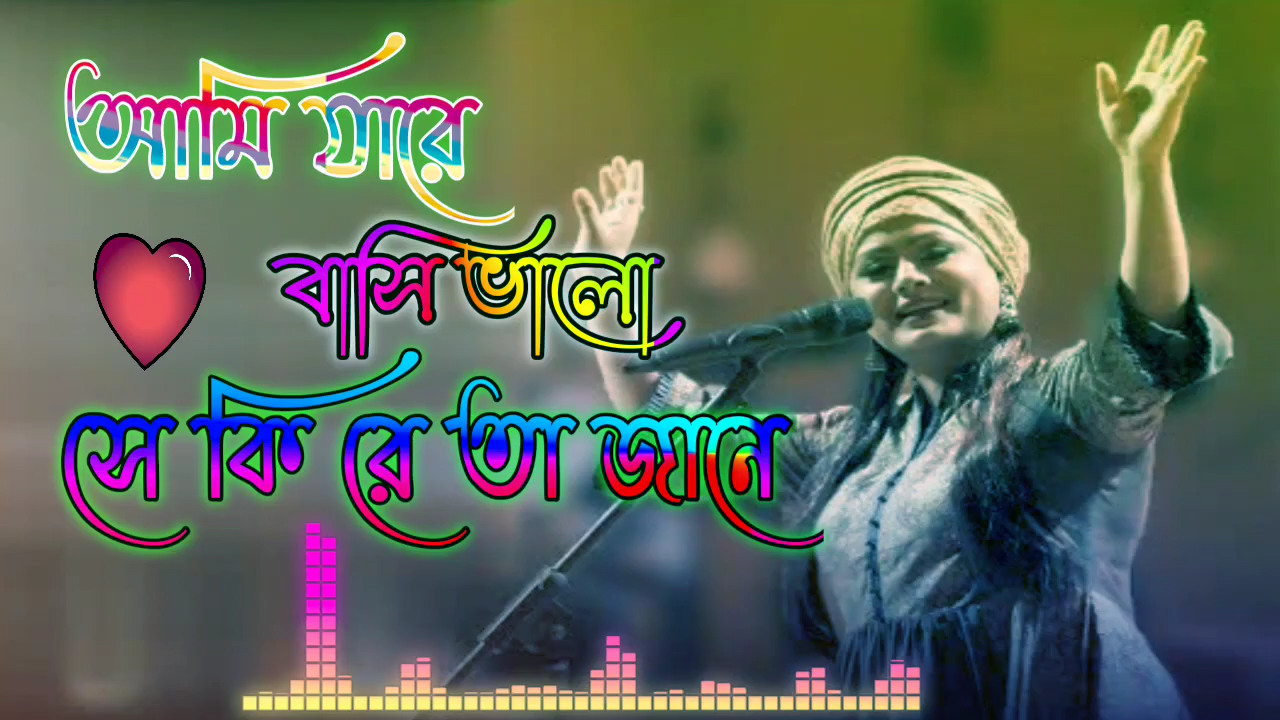 আমি যারে
বাসি ভালো
সে কি রে তা জানে